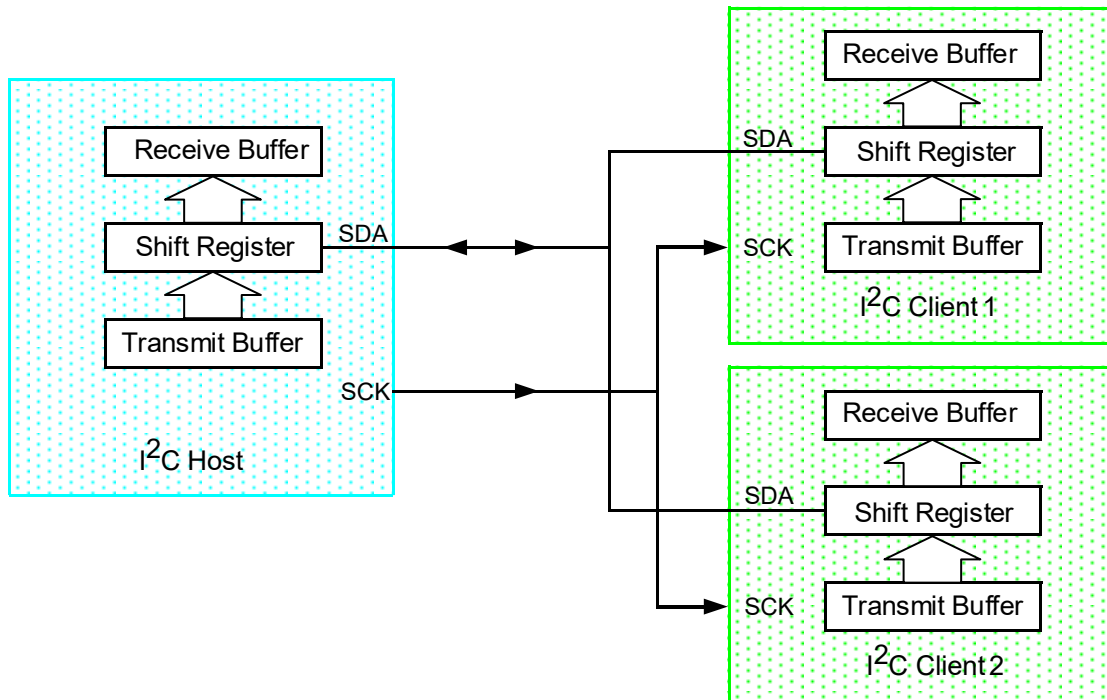 Receive Buffer
Shift Register
SDA
Transmit Buffer
SCK
I²C Host
Receive Buffer
SDA
Shift Register
SCK
Transmit Buffer
I²C Client 1
Receive Buffer
SDA
Shift Register
SCK
Transmit Buffer
I²C Client 2